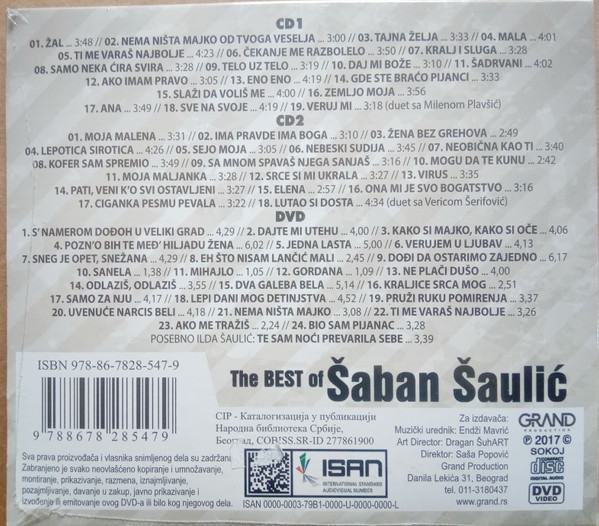 CD1
01. ŽAL ... 3:48 // 02. NEMA NIŠTA MAJKO OD TVOGA VESELJA ... 3:00 // 03. TAJNA ŽELJA ... 3:33 // 04. MALA ... 4:01
05. TI ME VARAŠ NAJBOLJE ... 4:23 // 06. ČEKANJE ME RAZBOLELO ... 3:50 // 07. KRALJ I SLUGA ... 3:28
08. SAMO NEKA ĆIRA SVIRA ... 3:28 // 09. TELO UZ TELO ... 3:19 // 10. DAJ MI BOŽE ... 3:10 // 11. ŠADRVANI ... 4:02
12. AKO IMAM PRAVO ... 3:05 // 13. ENO ENO ... 4:19 // 14. GDE STE BRAĆO PIJANCI ... 3:33
15. SLAŽI DA VOLIŠ ME ... 4:00 // 16. ZEMLJO MOJA ... 3:56
17. ANA ... 3:49 // 18. SVE NA SVOJE ... 4:19 // 19. VERUJ MI ... 3:18 (duet sa Milenom Plavšić)
CD2
01. MOJA MALENA ... 3:31 // 02. IMA PRAVDE IMA BOGA ... 3:10 // 03. ŽENA BEZ GREHOVA ... 2:49
04. LEPOTICA SIROTICA ... 4:26 // 05. SEJO MOJA ... 3:05 // 06. NEBESKI SUDIJA ... 3:45 // 07. NEOBIČNA KAO TI ... 3:40
08. KOFER SAM SPREMIO ... 3:49 // 09. SA MNOM SPAVAŠ NJEGA SANJAŠ ... 3:16 // 10. MOGU DA TE KUNU ... 2:42
11. MOJA MALJANKA ... 3:28 // 12. SRCE SI MI UKRALA ... 3:27 // 13. VIRUS ... 3:35
14. PATI, VENI K'O SVI OSTAVLJENI ... 3:27 // 15. ELENA ... 2:57 // 16. ONA MI JE SVO BOGATSTVO ... 3:16
17. CIGANKA PESMU PEVALA ... 3:22 // 18. LUTAO SI DOSTA ... 4:34 (duet sa Vericom Šerifović)
DVD
1. S' NAMEROM DOĐOH U VELIKI GRAD ... 4,29 // 2. DAJTE MI UTEHU ... 4,00 // 3. KAKO SI MAJKO, KAKO SI OČE ... 4,06
4. POZN'O BIH TE MEĐ' HILJADU ŽENA ... 6,02 // 5. JEDNA LASTA ... 5,00 // 6. VERUJEM U LJUBAV ... 4,13
7. SNEG JE OPET, SNEŽANA ... 4,29 // 8. EH ŠTO NISAM LANČIĆ MALI ... 2,45 // 9. DOĐI DA OSTARIMO ZAJEDNO ... 6,17
10. SANELA ... 1,38 // 11. MIHAJLO ... 1,05 // 12. GORDANA ... 1,09 // 13. NE PLAČI DUŠO ... 4,00
14. ODLAZIŠ, ODLAZIŠ ... 3,55 // 15. DVA GALEBA BELA ... 5,14 // 16. KRALJICE SRCA MOG ... 2,51
17. SAMO ZA NJU ... 4,17 // 18. LEPI DANI MOG DETINJSTVA ... 4,52 // 19. PRUŽI RUKU POMIRENJA ... 3,37
20. UVENUĆE NARCIS BELI ... 4,18 // 21. NEMA NIŠTA MAJKO ... 3,08 // 22. TI ME VARAŠ NAJBOLJE ... 3,26
23. AKO ME TRAŽIŠ ... 2,24 // 24. BIO SAM PIJANAC ... 3,28
POSEBNO ILDA ŠAULIĆ: TE SAM NOĆI PREVARILA SEBE ... 3,39
ISBN 978-86-7828-547-9
9 788678 285479
The BEST of Šaban Šaulić
CIP - Каталогизација у публикацији
Народна библиотека Србије,
Београд, COBISS.SR-ID 277861900
Sva prava proizvođača i vlasnika snimljenog dela su zadržana
Zabranjeno je svako neovlašćeno kopiranje i umnožavanje,
montiranje, prikazivanje, razmena, iznajmljivanje,
pozajmljivanje, davanje u zakup, javno prikazivanje
izvođenje ili emitovanje ovog DVD-a ili bilo kog njegovog dela.
ISAN
INTERNATIONAL STANDARD
AUDIOVISUAL NUMBER
ISAN 0000-0003-79B1-0000-U-0000-0000-L
Za izdavača:
Muzički urednik: Endži Mavrić
Art Director: Dragan ŠuhART
Direktor: Saša Popović
Grand Production
Danila Lekića 31, Beograd
tel. 011-3180437
www.grand.rs
GRAND
PRODUCTION
℗ 2017 ©
SOKOJ
COMPACT
disc
DIGITAL AUDIO
DVD
VIDEO